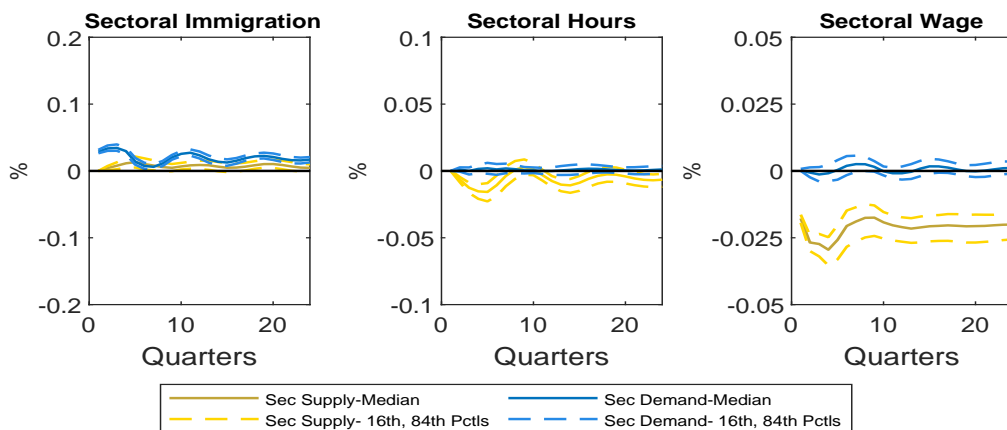 Sectoral Immigration
Sectoral Hours
Sectoral Wage
0.2
0.1
0
-0.1
-0.2
%
0
10
20
Quarters
0.1
0.05
0
-0.05
-0.1
%
0
10
20
Quarters
0.05
0.025
0
-0.025
-0.05
%
0
10
20
Quarters
Sec Supply-Median
Sec Supply- 16th, 84th Pctls
Sec Demand-Median
Sec Demand- 16th, 84th Pctls